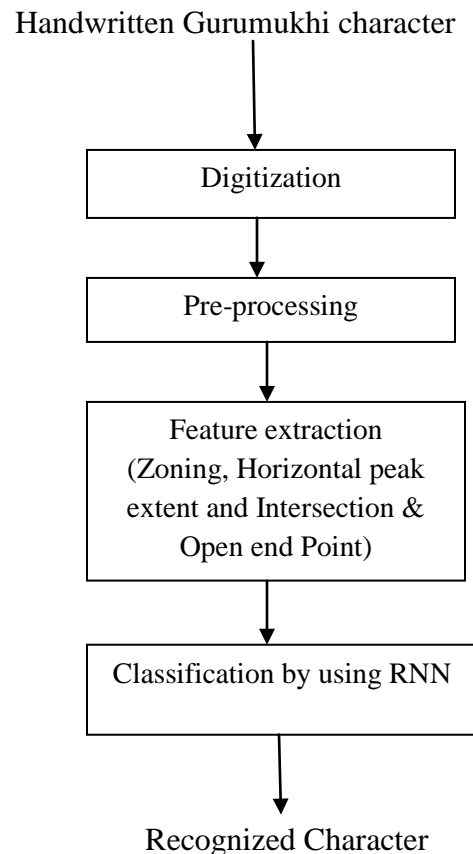 Handwritten Gurumukhi character
Digitization
Pre-processing
Feature extraction
(Zoning, Horizontal peak
extent and Intersection &
Open end Point)
Classification by using RNN
Recognized Character